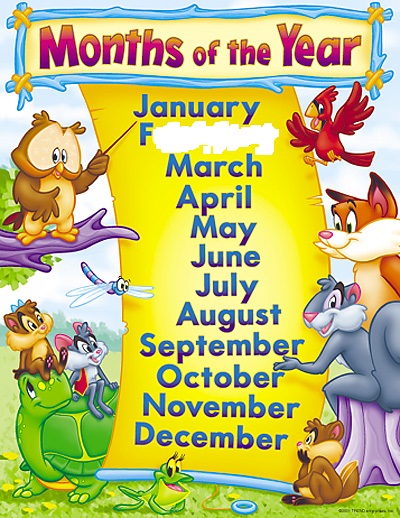 Months of the Year
January
F
March
April
May
June
July
August
September
October
November
December